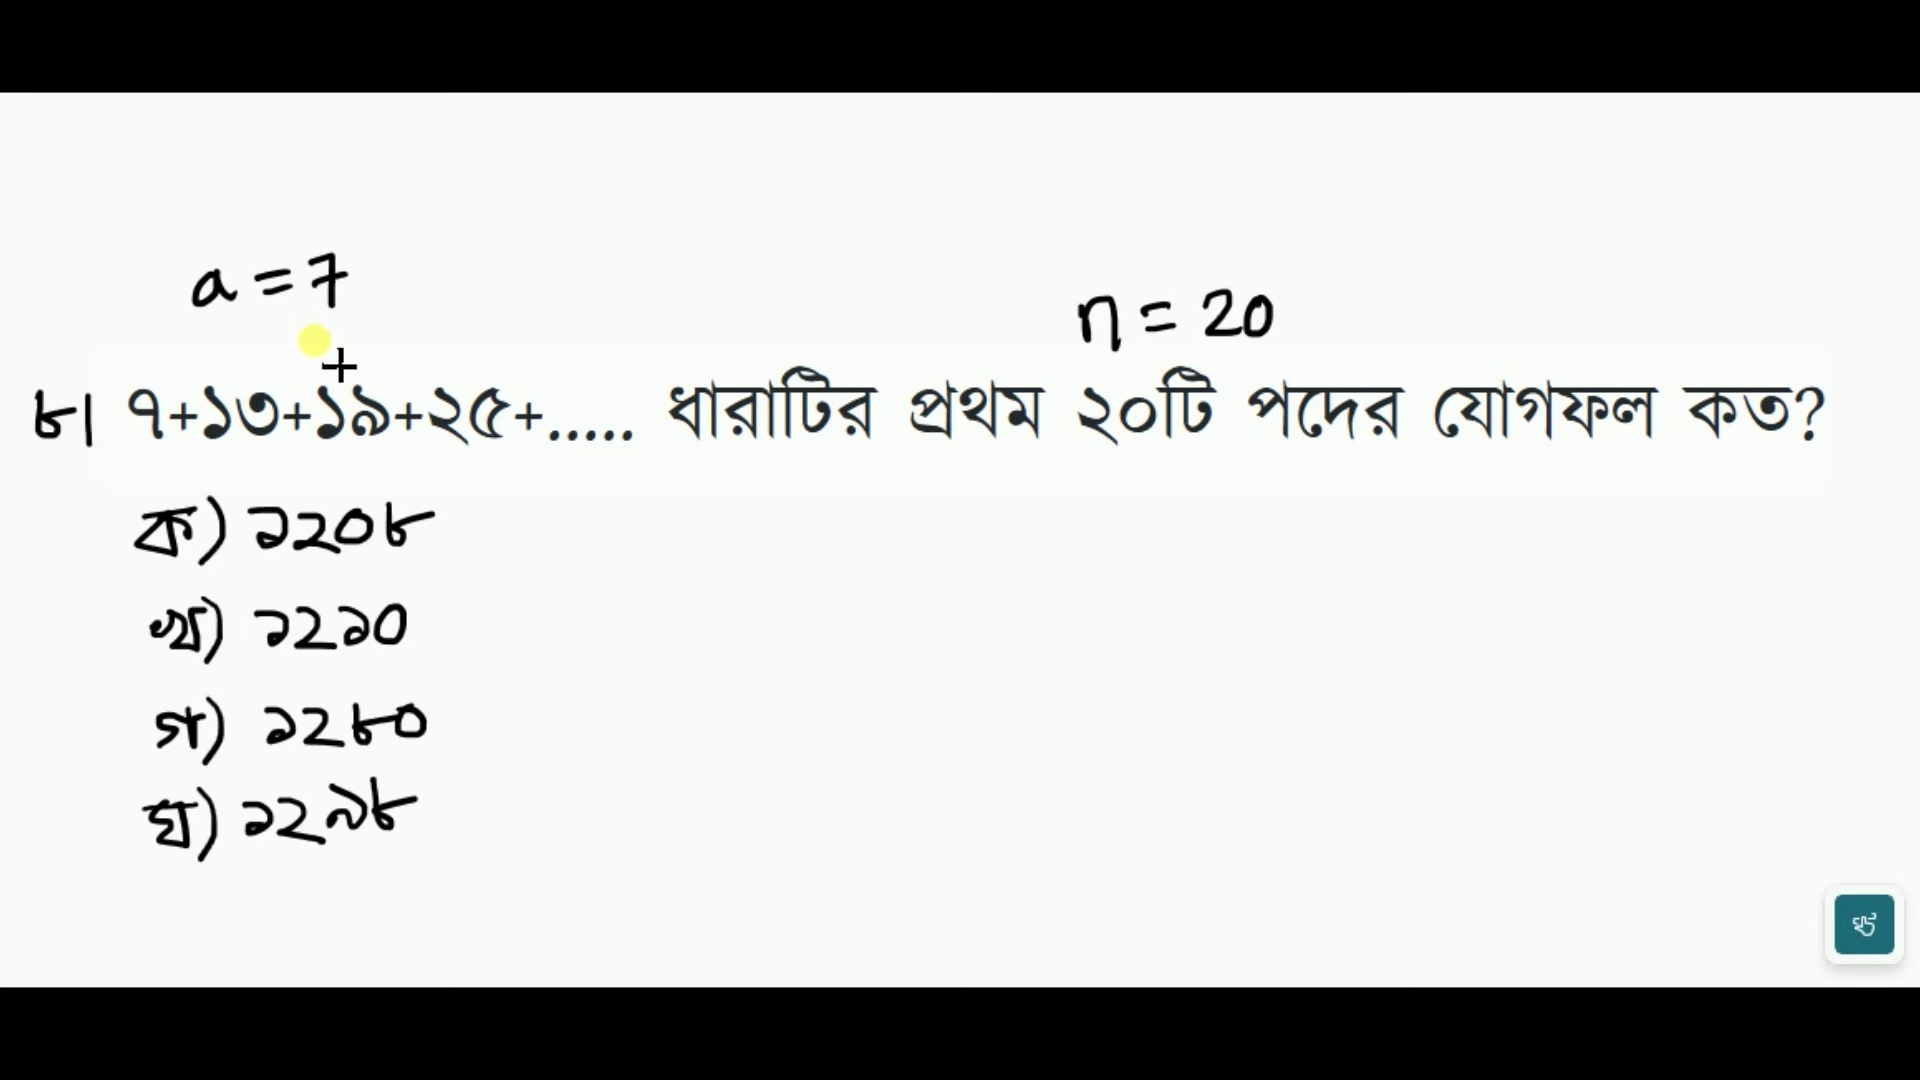 a = 7
n = 20
৮। ৭+১৩+১৯+২৫+..... ধারাটির প্রথম ২০টি পদের যোগফল কত?
ক) ১২০৮
খ) ১২১০
গ) ১২৮০
ঘ) ১২৯৮